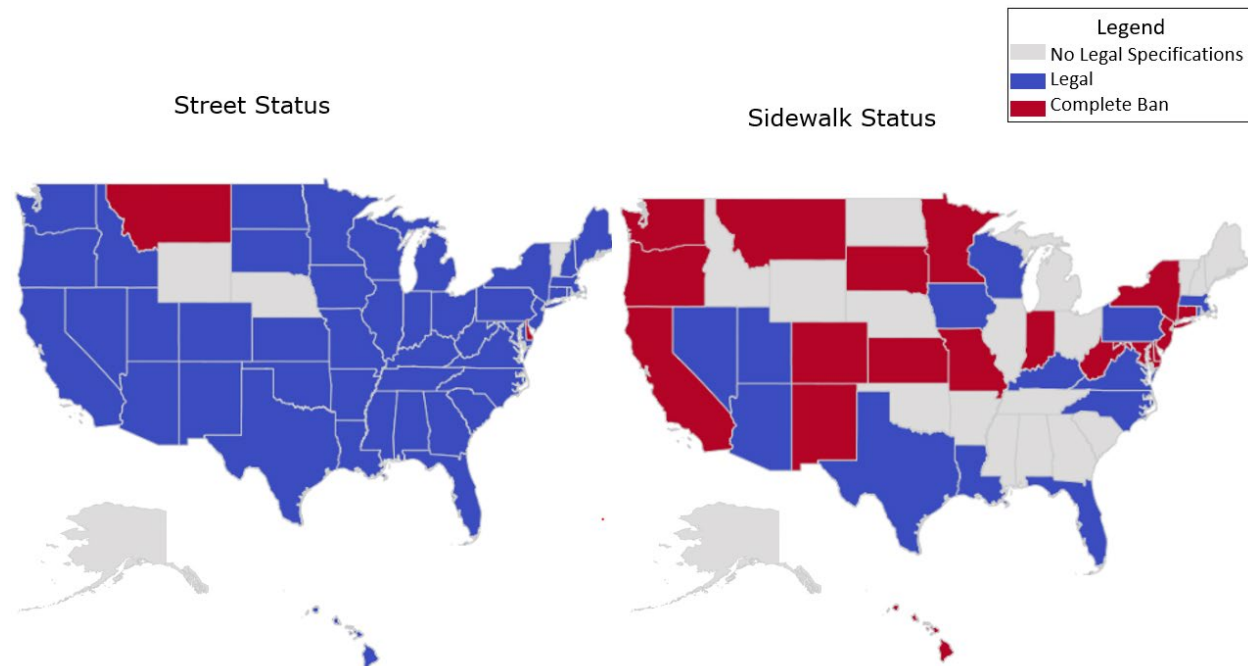 Legend
No Legal Specifications
Legal
Complete Ban
Street Status
Sidewalk Status